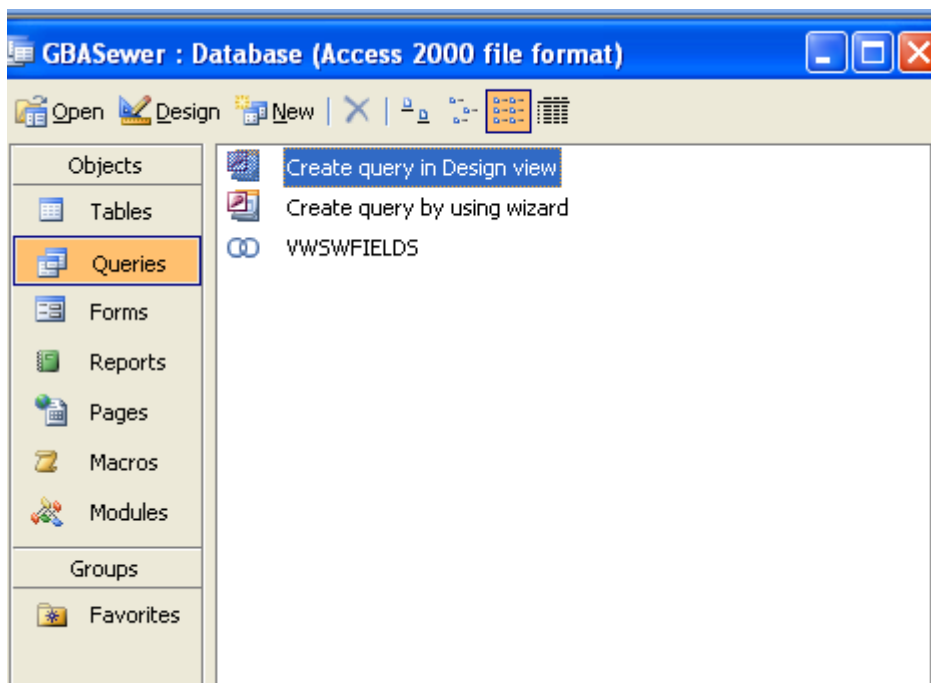 GBASewer : Database (Access 2000 file format)
Open Design New
Objects
Tables
Queries
Forms
Reports
Pages
Macros
Modules
Groups
Favorites
Create query in Design view
Create query by using wizard
VWSWFIELDS